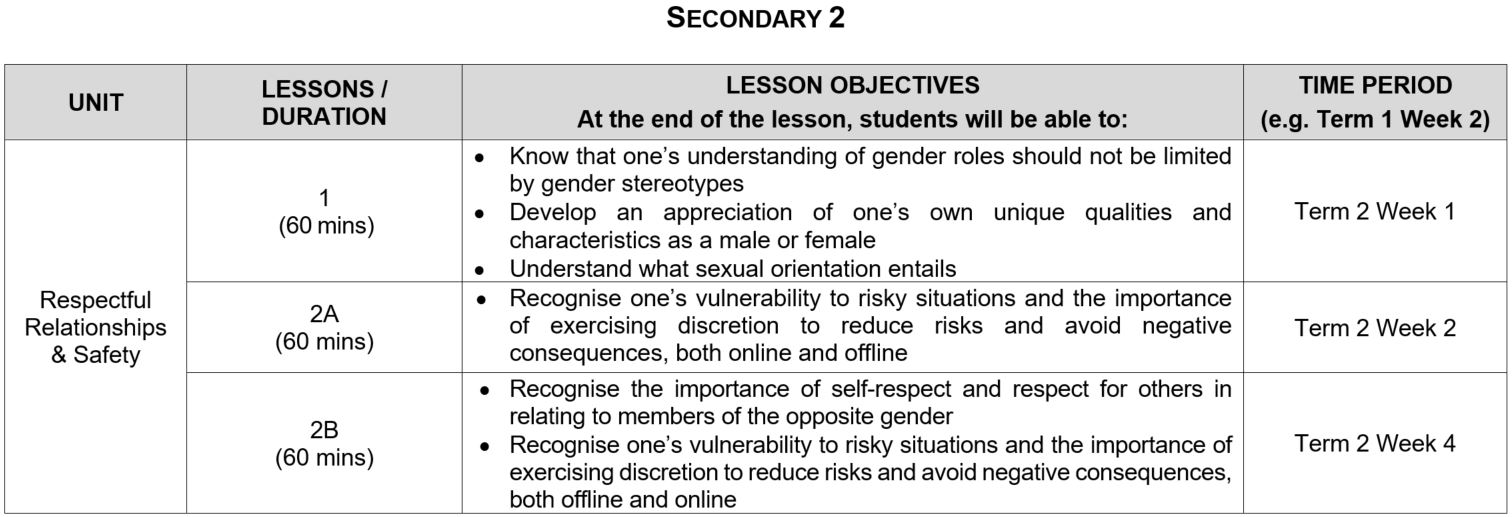 SECONDARY 2
UNIT
LESSONS /
DURATION
LESSON OBJECTIVES
At the end of the lesson, students will be able to:
TIME PERIOD
(e.g. Term 1 Week 2)
Respectful
Relationships
& Safety
1
(60 mins)
• Know that one’s understanding of gender roles should not be limited
by gender stereotypes
• Develop an appreciation of one’s own unique qualities and
characteristics as a male or female
• Understand what sexual orientation entails
Term 2 Week 1
2A
(60 mins)
• Recognise one’s vulnerability to risky situations and the importance
of exercising discretion to reduce risks and avoid negative
consequences, both online and offline
Term 2 Week 2
2B
(60 mins)
• Recognise the importance of self-respect and respect for others in
relating to members of the opposite gender
• Recognise one’s vulnerability to risky situations and the importance of
exercising discretion to reduce risks and avoid negative consequences,
both offline and online
Term 2 Week 4